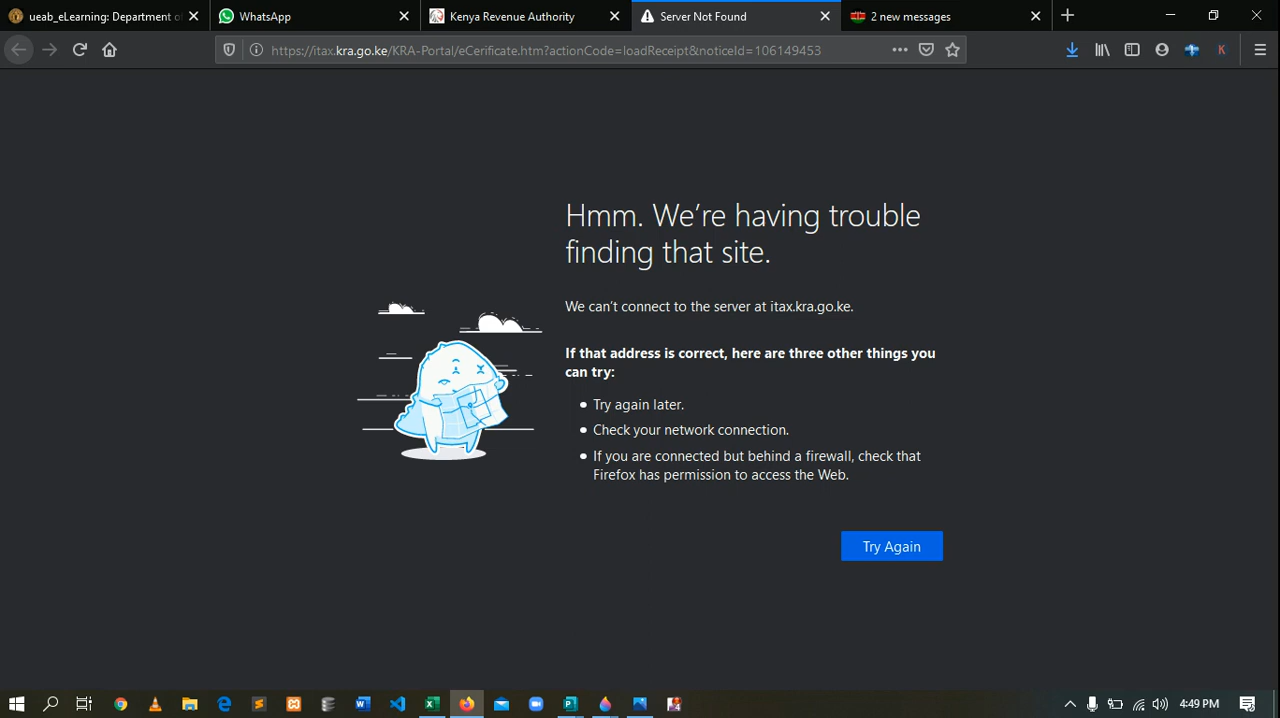 ueab_eLearning: Department o
WhatsApp
Kenya Revenue Authority
Server Not Found
2 new messages
https://itax.kra.go.ke/KRA-Portal/eCerificate.htm?actionCode=loadReceipt&noticeId=106149453
K
Hmm. We’re having trouble
finding that site.
We can’t connect to the server at itax.kra.go.ke.
If that address is correct, here are three other things you
can try:
Try again later.
Check your network connection.
If you are connected but behind a firewall, check that
Firefox has permission to access the Web.
Try Again
4:49 PM